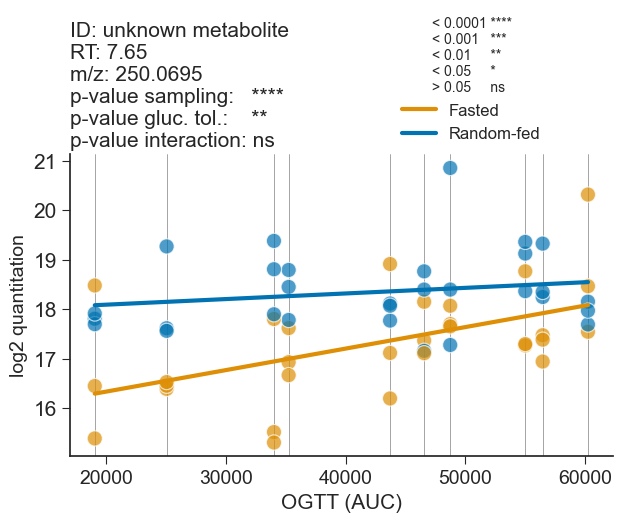 ID: unknown metabolite
RT: 7.65
m/z: 250.0695
p-value sampling: ****
p-value gluc. tol.: **
p-value interaction: ns
< 0.0001 ****
< 0.001 ***
< 0.01 **
< 0.05 *
> 0.05 ns
Fasted
Random-fed
21
20
19
18
17
16
log2 quantitation
20000 30000 40000 50000 60000
OGTT (AUC)